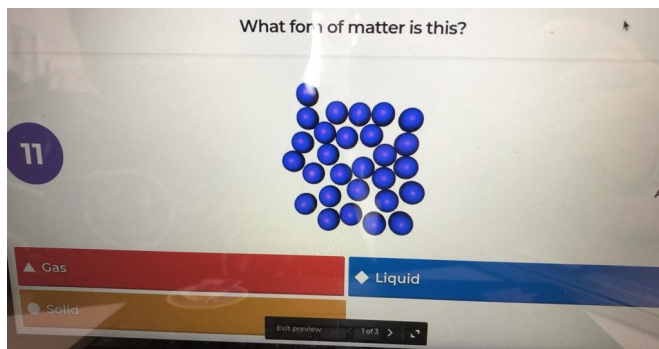 What form of matter is this?
11
Gas
Liquid
Solid
Exit preview
1 of 3